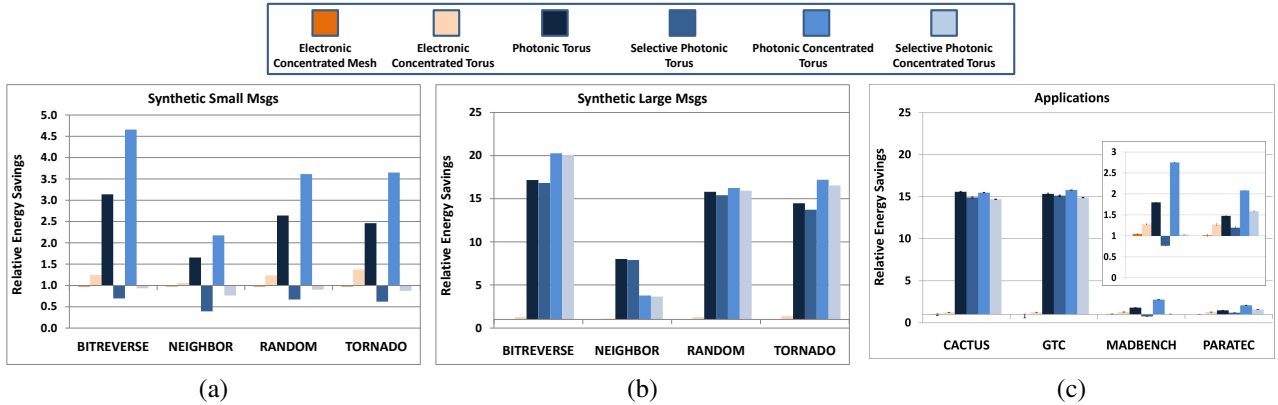 Electronic Concentrated Mesh
Electronic Concentrated Torus
Photonic Torus
Selective Photonic Torus
Photonic Concentrated Torus
Selective Photonic Concentrated Torus
Synthetic Small Msgs
Relative Energy Savings
5.0
4.5
4.0
3.5
3.0
2.5
2.0
1.5
1.0
0.5
0.0
BITREVERSE NEIGHBOR RANDOM TORNADO
(a)
Synthetic Large Msgs
Relative Energy Savings
25
20
15
10
5
0
BITREVERSE NEIGHBOR RANDOM TORNADO
(b)
Applications
Relative Energy Savings
25
20
15
10
5
0
3
2.5
2
1.5
1
0.5
0
CACTUS GTC MADBENCH PARATEC
(c)